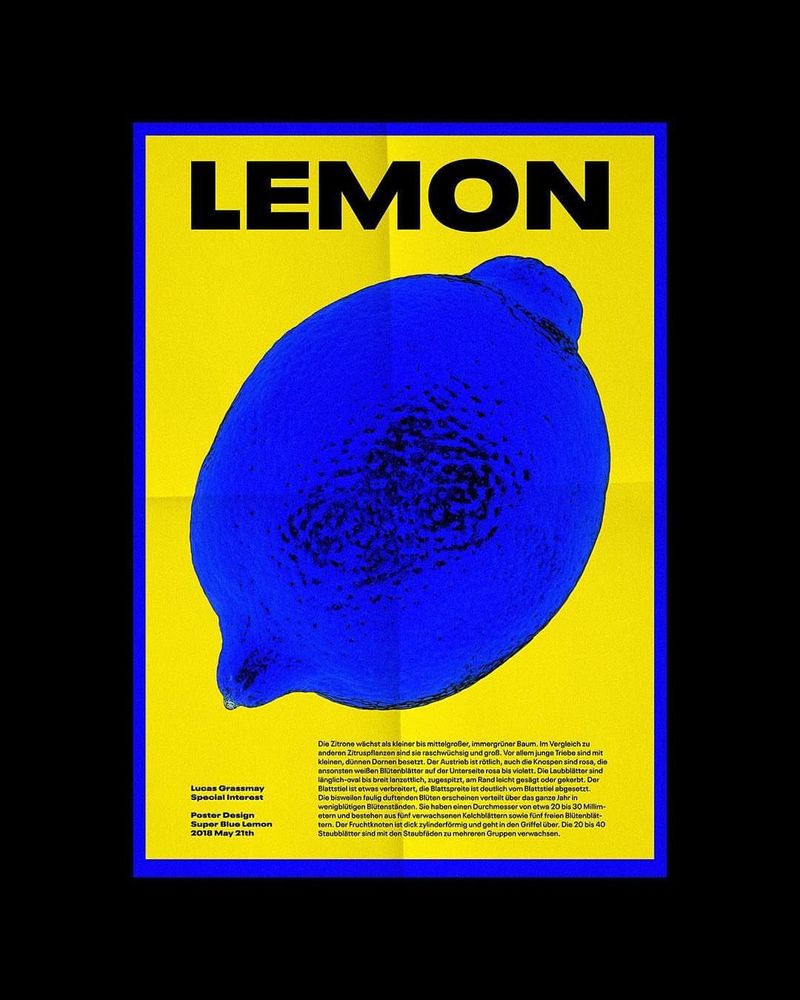 LEMON
Lucas Grassmay
Special Interest
Poster Design
Super Blue Lemon
2018 May 21th
Die Zitrone wächst als kleiner bis mittelgroßer, immergrüner Baum. Im Vergleich zu
anderen Zitruspflanzen sind sie raschwüchsig und groß. Vor allem junge Triebe sind mit
kleinen, dünnen Dornen besetzt. Der Austrieb ist rötlich, auch die Knospen sind rosa, die
ansonsten weißen Blütenblätter auf der Unterseite rosa bis violett. Die Laubblätter sind
länglich-oval bis breit lanzettlich, zugespitzt, am Rand leicht gesägt oder gekerbt. Der
Blattstiel ist etwas verbreitert, die Blattspreite ist deutlich vom Blattstiel abgesetzt.
Die bisweilen faulig duftenden Blüten erscheinen verteilt über das ganze Jahr in
wenigblütigen Blütenständen. Sie haben einen Durchmesser von etwa 20 bis 30 Millim-
etern und bestehen aus fünf verwachsenen Kelchblättern sowie fünf freien Blütenblät-
tern. Der Fruchtknoten ist dick zylinderförmig und geht in den Griffel über. Die 20 bis 40
Staubblätter sind mit den Staubfäden zu mehreren Gruppen verwachsen.